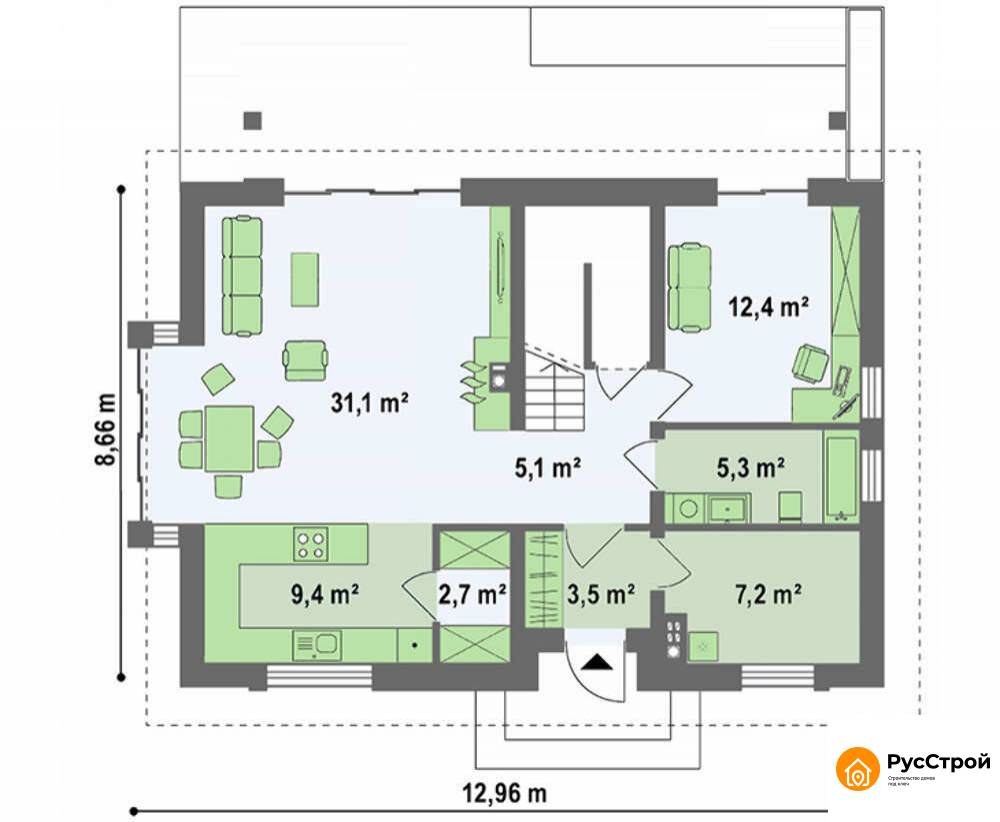 12,4 m²
31,1 m²
8,66 m
5,1 m²
5,3 m²
9,4 m²
2,7 m²
3,5 m²
7,2 m²
12,96 m
РусСтрой
Строительство домов
под ключ